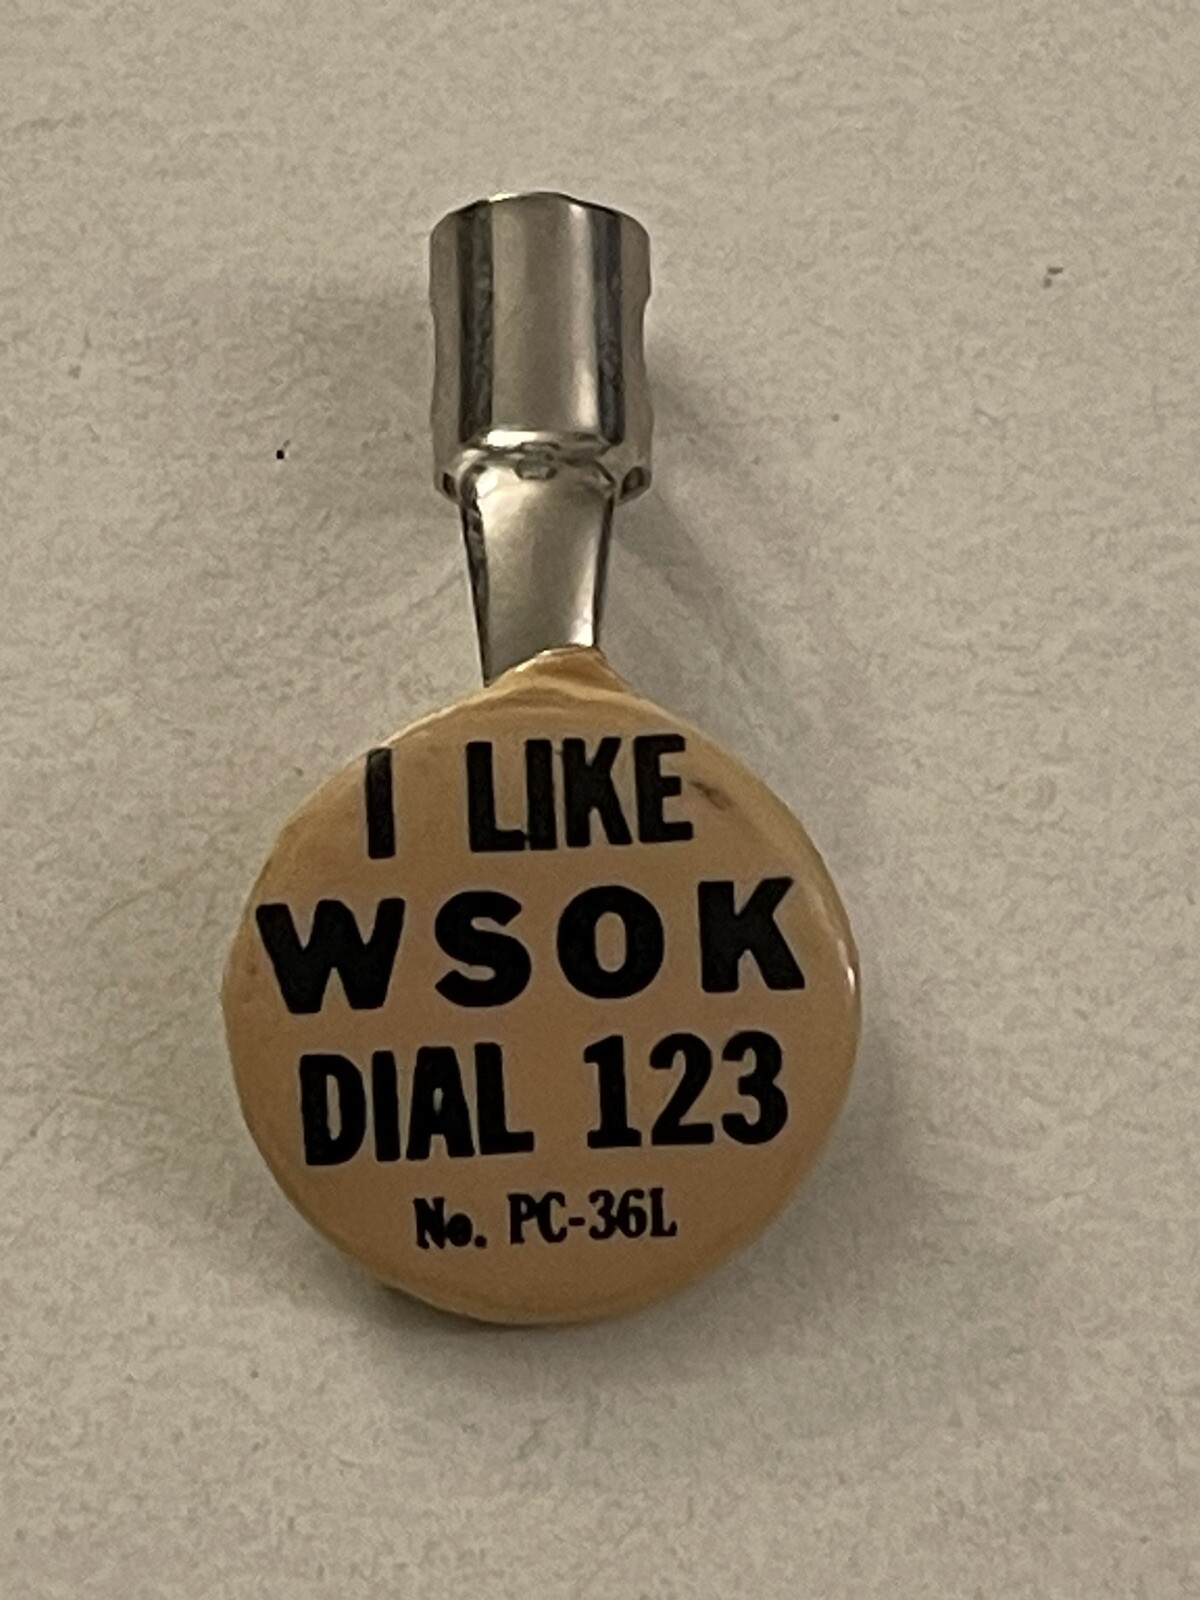 I LIKE
WSOK
DIAL 123
No. PC-36L